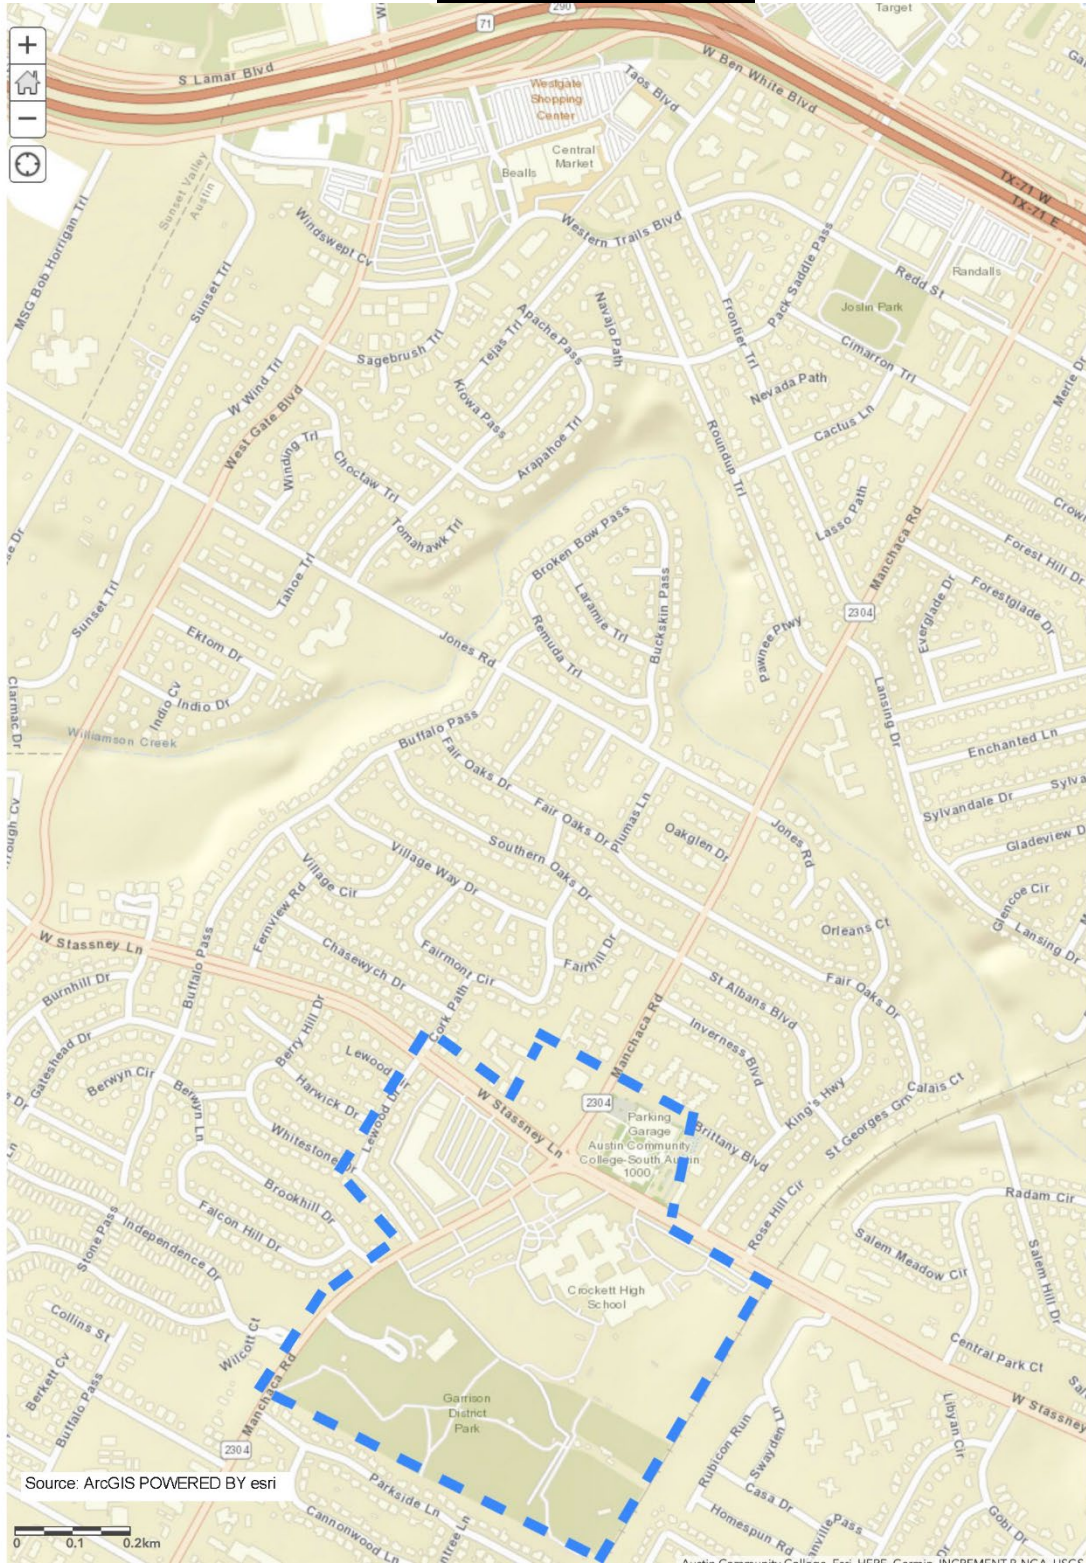 290
71
Target
S Lamar Blvd
W Ben White Blvd
Taos Blvd
Westgate
Shopping
Center
Central
Market
Bealls
TX-71 W
TX-71 E
Sunset Valley
Austin
MSG Bob Horrigan Trl
Windswept Cv
Western Trails Blvd
Sunset Trl
Pack Saddle Pass
Redd St
Randalls
Joslin Park
Navajo Path
Apache Pass
Tejas Trl
Frontier Trl
Sagebrush Trl
Cimarron Trl
W Wind Trl
Kiowa Pass
Nevada Path
West Gate Blvd
Cactus Ln
Winding Trl
Choctaw Trl
Arapahoe Trl
Roundup Trl
Tomahawk Trl
Lasso Path
Manchaca Rd
Broken Bow Pass
Forest Hill Dr
Forestglade Dr
Tahoe Trl
Laramie Trl
Buckskin Pass
Everglade Dr
2304
Sunset Trl
Ektom Dr
Remuda Trl
Jones Rd
Pawnee Ptwy
Clarmac Dr
Indio Cv
Indio Dr
Lansing Dr
Williamson Creek
Buffalo Pass
Enchanted Ln
Fair Oaks Dr
Sylvandale Dr
Fair Oaks Dr
Plumas Ln
Oakglen Dr
Jones Rd
Southern Oaks Dr
Village Way Dr
Village Cir
Fernview Rd
Glencoe Cir
Lansing Dr
W Stassney Ln
Chasewych Dr
Fairmont Cir
Fairhill Dr
Orleans Ct
Buffalo Pass
Burnhill Dr
St Albans Blvd
Fair Oaks Dr
Cork Path
Manchaca Rd
Inverness Blvd
Berry Hill Dr
Gateshead Dr
Lewood Dr
Berwyn Cir
Berwyn Ln
Harwick Dr
King's Hwy
Calais Ct
St Georges Grn
W Stassney Ln
2304
Parking
Garage
Austin Community
College-South Austin
1000
Brittany Blvd
Lewood Dr
Whitestone Dr
Brookhill Dr
Falcon Hill Dr
Rose Hill Cir
Radam Cir
Salem Meadow Cir
Salem Hill Dr
Stone Pass
Independence Dr
Crockett High
School
Collins St
Wilcott Ct
Berkett Cv
Buffalo Pass
Manchaca Rd
Central Park Ct
W Stassney
Garrison
District
Park
Libyan Cir
Swayden Ln
Rubicon Run
2304
Source: ArcGIS POWERED BY esri
Parkside Ln
Casa Dr
Cannonwood Ln
Homespun Rd
Gobi Dr
0 0.1 0.2km